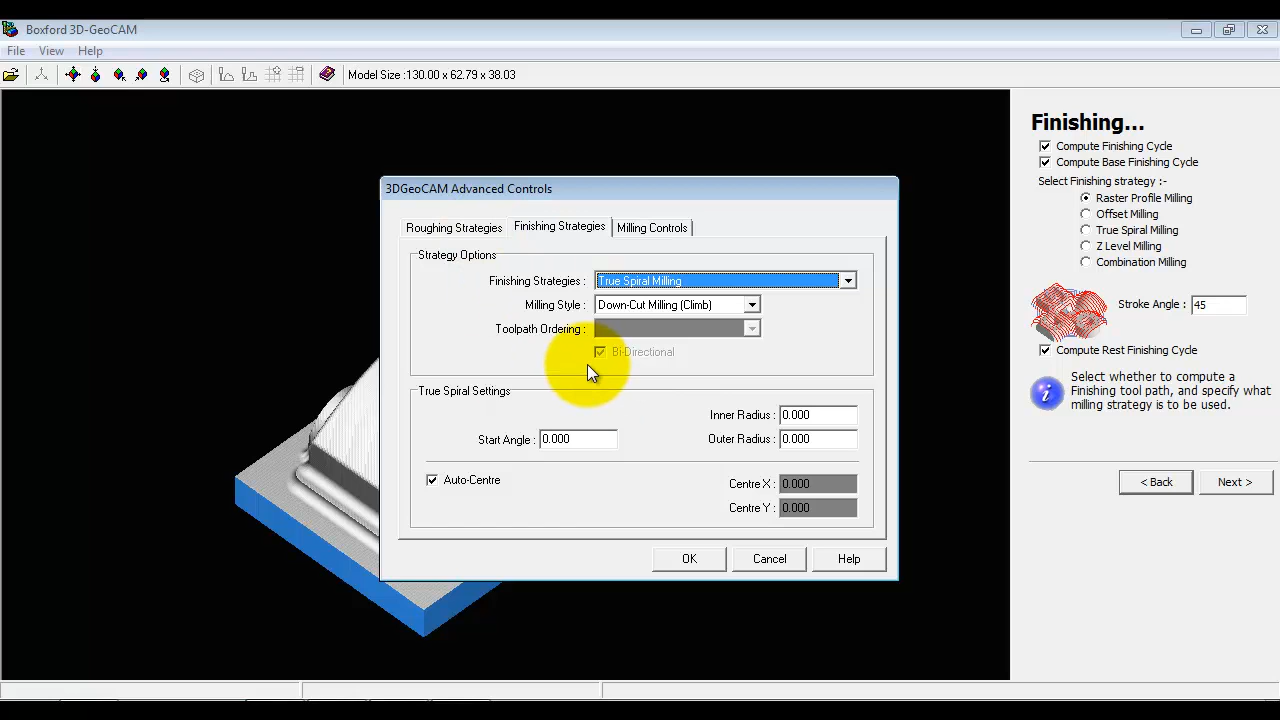 Boxford 3D-GeoCAM
File View Help
Model Size :130.00 x 62.79 x 38.03
3DGeoCAM Advanced Controls
Roughing Strategies Finishing Strategies Milling Controls
Strategy Options
Finishing Strategies : True Spiral Milling
Milling Style : Down-Cut Milling (Climb)
Toolpath Ordering :
Bi-Directional
True Spiral Settings
Inner Radius : 0.000
Start Angle : 0.000 Outer Radius : 0.000
Auto-Centre Centre X : 0.000
Centre Y : 0.000
OK Cancel Help
Finishing...
Compute Finishing Cycle
Compute Base Finishing Cycle
Select Finishing strategy :-
Raster Profile Milling
Offset Milling
True Spiral Milling
Z Level Milling
Combination Milling
Stroke Angle : 45
Compute Rest Finishing Cycle
Select whether to compute a
Finishing tool path, and specify what
milling strategy is to be used.
< Back Next >